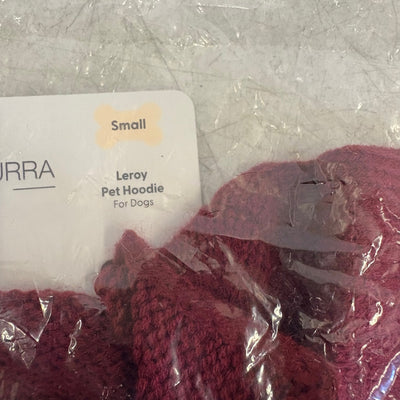 Small
URRA
Leroy
Pet Hoodie
For Dogs